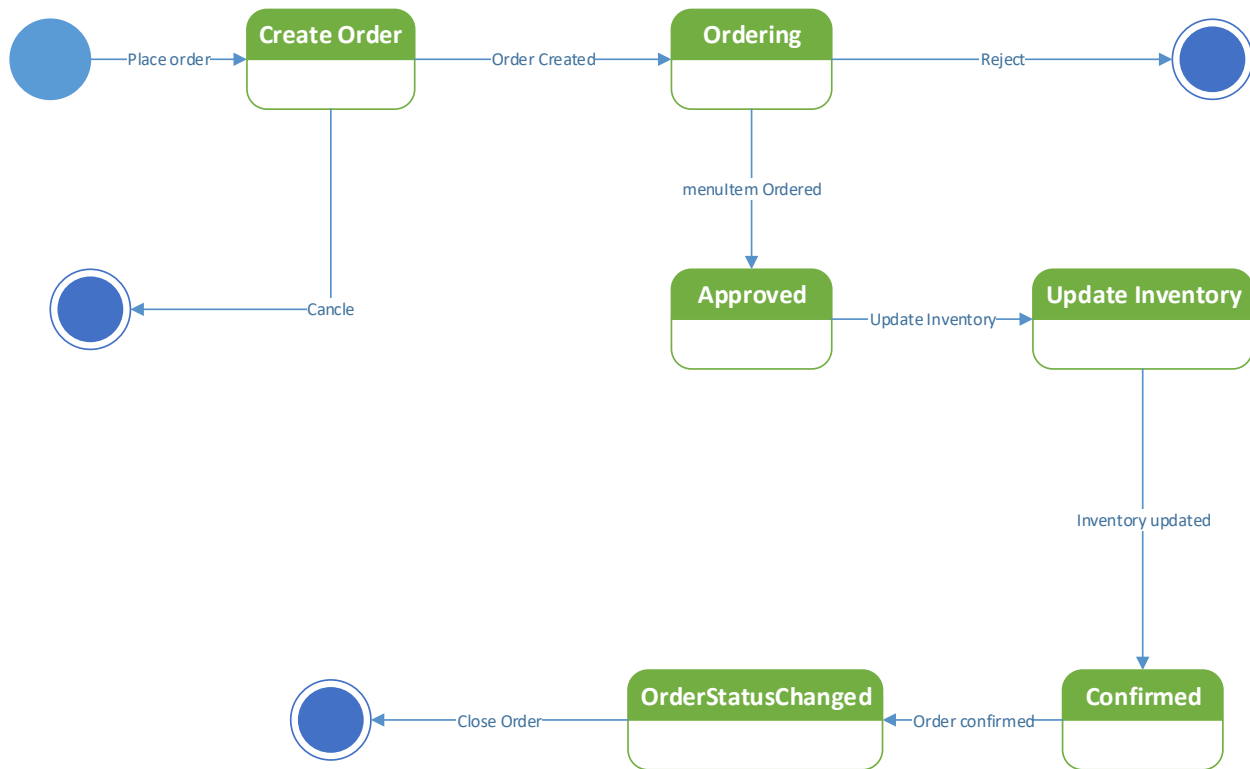 Create Order
Ordering
Place order
Order Created
Reject
menuItem Ordered
Approved
Update Inventory
Cancle
Update Inventory
Inventory updated
OrderStatusChanged
Confirmed
Close Order
Order confirmed